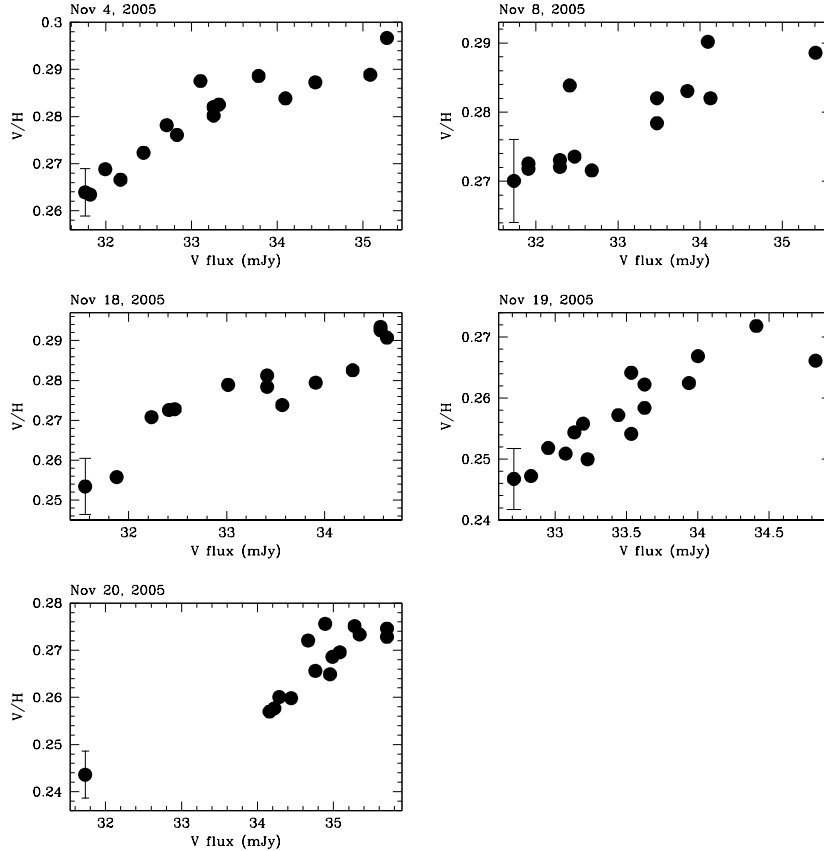 Nov 4, 2005
0.3
0.29
0.28
0.27
0.26
V/H
32 33 34 35
V flux (mJy)
Nov 8, 2005
0.29
0.28
0.27
V/H
32 33 34 35
V flux (mJy)
Nov 18, 2005
0.29
0.28
0.27
0.26
0.25
V/H
32 33 34
V flux (mJy)
Nov 19, 2005
0.27
0.26
0.25
0.24
V/H
33 33.5 34 34.5
V flux (mJy)
Nov 20, 2005
0.28
0.27
0.26
0.25
0.24
V/H
32 33 34 35
V flux (mJy)